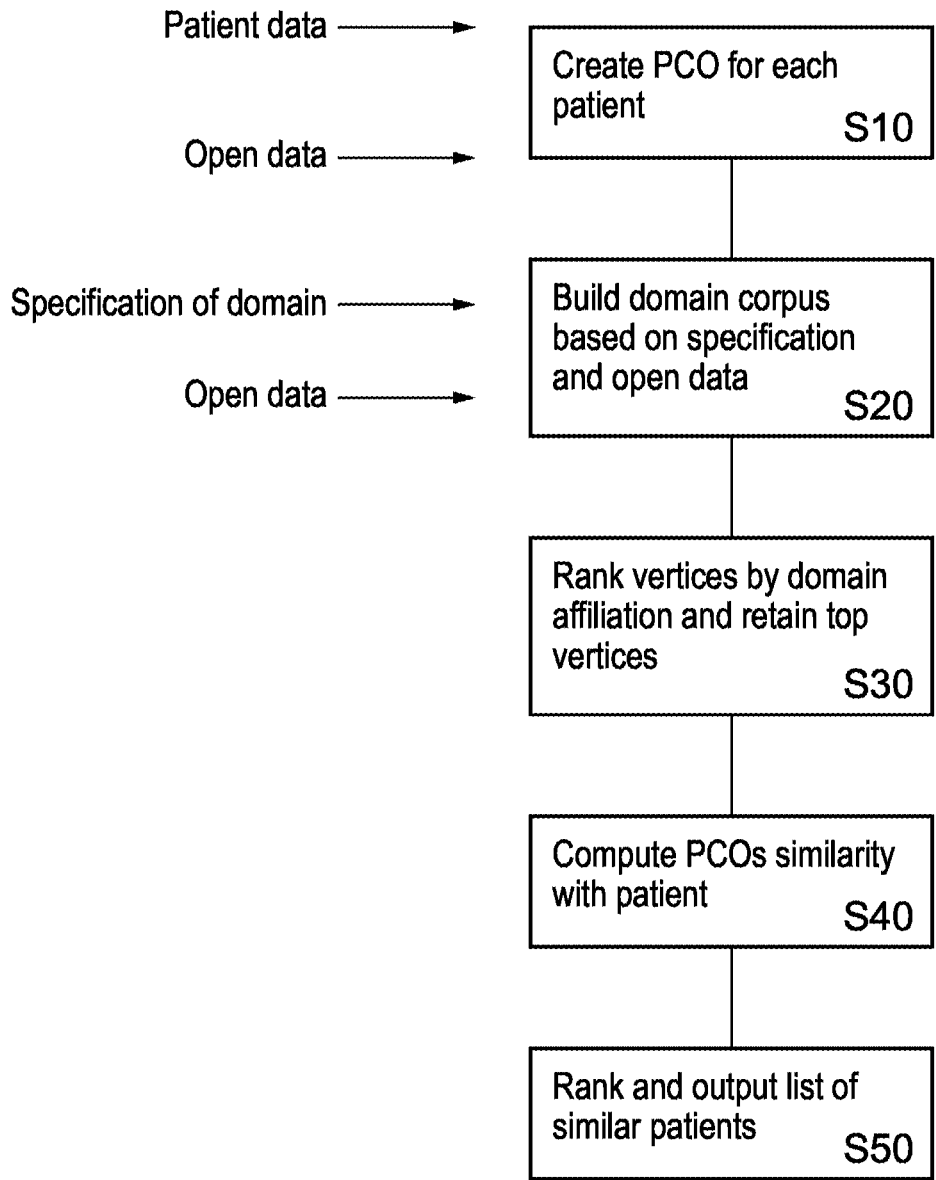 Patient data
Create PCO for each
patient
S10
Open data
Specification of domain
Build domain corpus
based on specification
and open data
S20
Open data
Rank vertices by domain
affiliation and retain top
vertices
S30
Compute PCOs similarity
with patient
S40
Rank and output list of
similar patients
S50